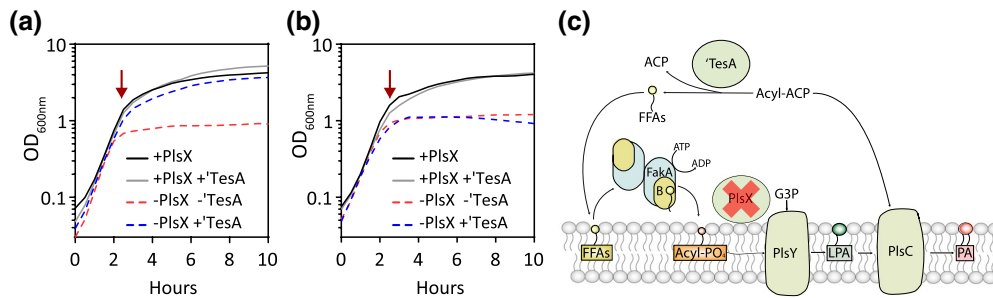 (a)
OD600nm
10
1
0.1
+PlsX
+PlsX +'TesA
-PlsX -'TesA
-PlsX +'TesA
0 2 4 6 8 10
Hours
(b)
OD600nm
10
1
0.1
+PlsX
+PlsX +'TesA
-PlsX -'TesA
-PlsX +'TesA
0 2 4 6 8 10
Hours
(c)
'TesA
ACP
Acyl-ACP
FFAs
ATP
ADP
FakA
B
PlsX
G3P
FFAs
Acyl-PO4
PlsY
LPA
PlsC
PA